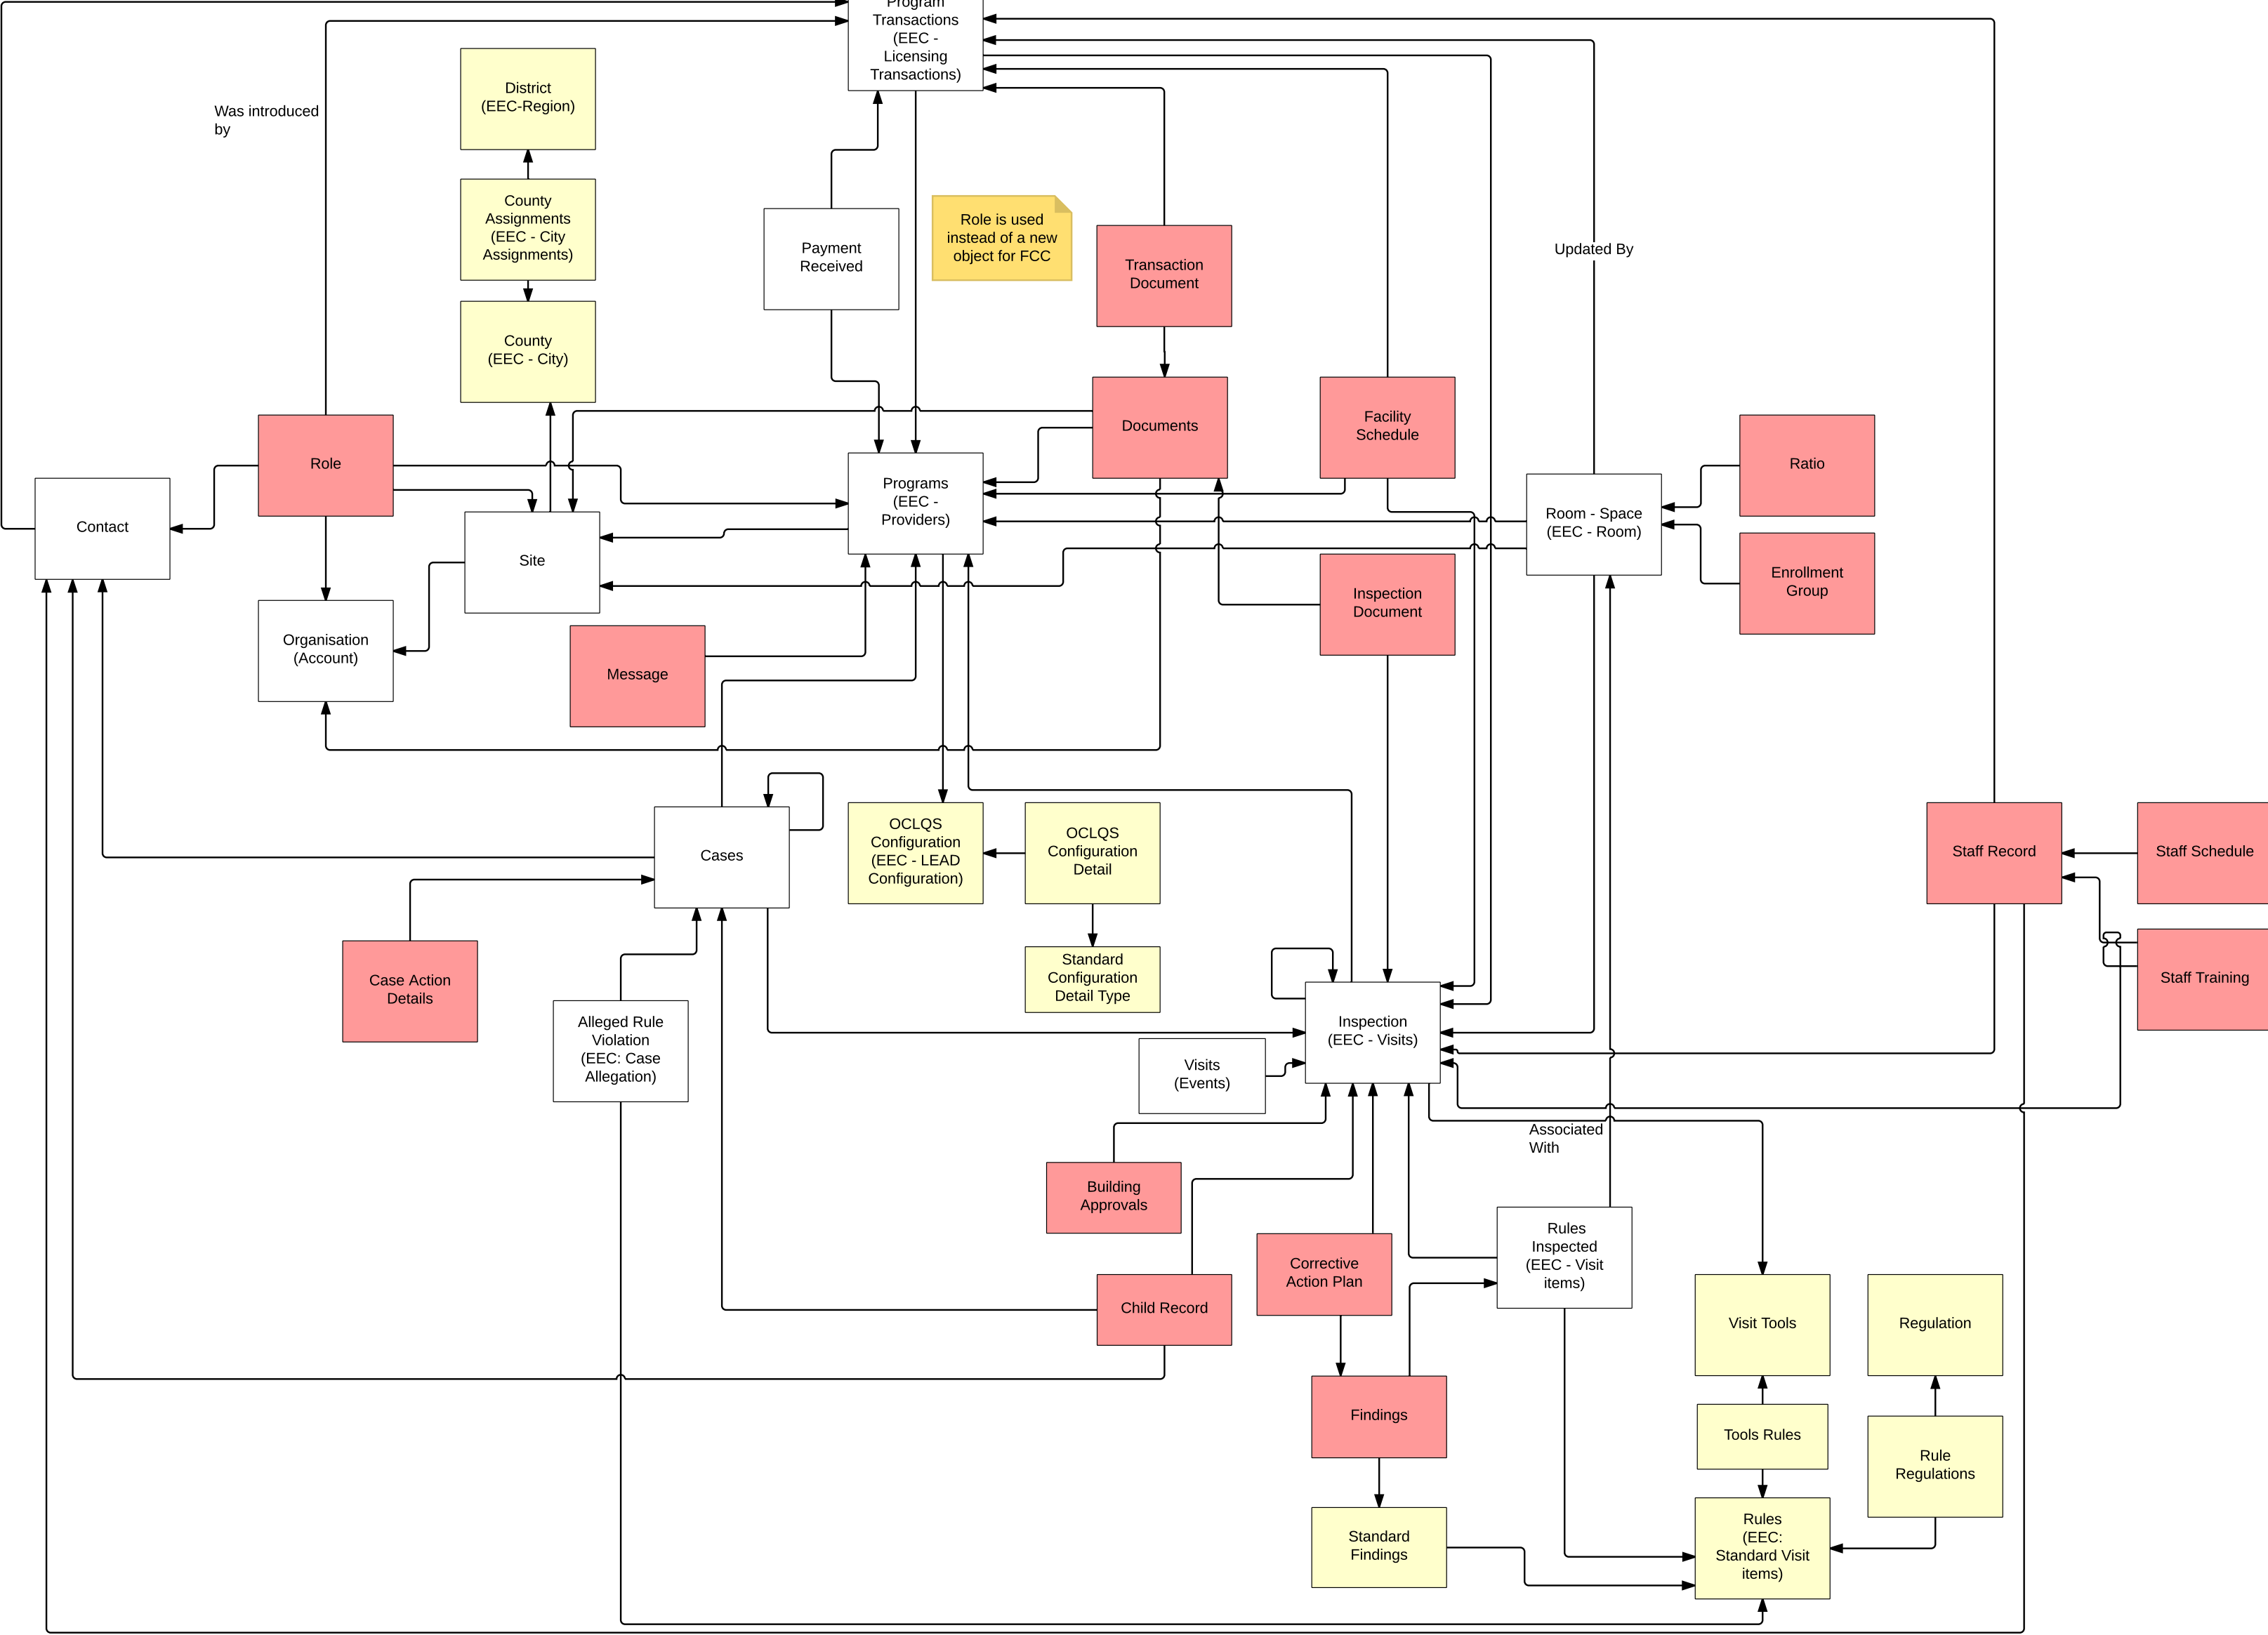 Program
Transactions
(EEC -
Licensing
Transactions)
District
(EEC-Region)
Was introduced
by
County
Assignments
(EEC - City
Assignments)
Payment
Received
Role is used
instead of a new
object for FCC
Transaction
Document
Updated By
County
(EEC - City)
Documents
Facility
Schedule
Role
Ratio
Contact
Programs
(EEC -
Providers)
Room - Space
(EEC - Room)
Site
Enrollment
Group
Inspection
Document
Organisation
(Account)
Message
Cases
OCLQS
Configuration
(EEC - LEAD
Configuration)
OCLQS
Configuration
Detail
Staff Record
Staff Schedule
Case Action
Details
Standard
Configuration
Detail Type
Staff Training
Alleged Rule
Violation
(EEC: Case
Allegation)
Inspection
(EEC - Visits)
Visits
(Events)
Associated
With
Building
Approvals
Rules
Inspected
(EEC - Visit
items)
Corrective
Action Plan
Child Record
Visit Tools
Regulation
Findings
Tools Rules
Rule
Regulations
Standard
Findings
Rules
(EEC:
Standard Visit
items)